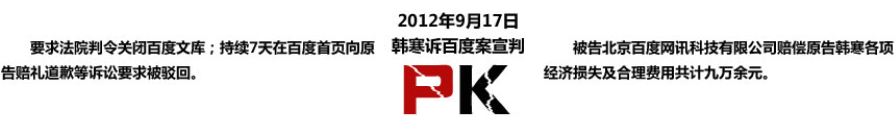 要求法院判令关闭百度文库；持续7天在百度首页向原
告赔礼道歉等诉讼要求被驳回。
2012年9月17日
韩寒诉百度案宣判
PK
被告北京百度网讯科技有限公司赔偿原告韩寒各项
经济损失及合理费用共计九万余元。